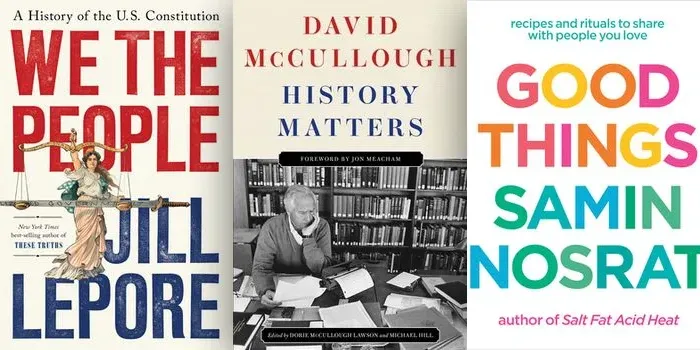 A History of the U.S. Constitution
WE THE
PEOPLE
New York Times
best-selling author of
THESE TRUTHS
JILL
LEPORE
DAVID
McCULLOUGH
HISTORY
MATTERS
FOREWORD BY JON MEACHAM
Edited by DORIE McCULLOUGH LAWSON and MICHAEL HILL
recipes and rituals to share
with people you love
GOOD
THINGS
SAMIN
NOSRAT
author of Salt Fat Acid Heat